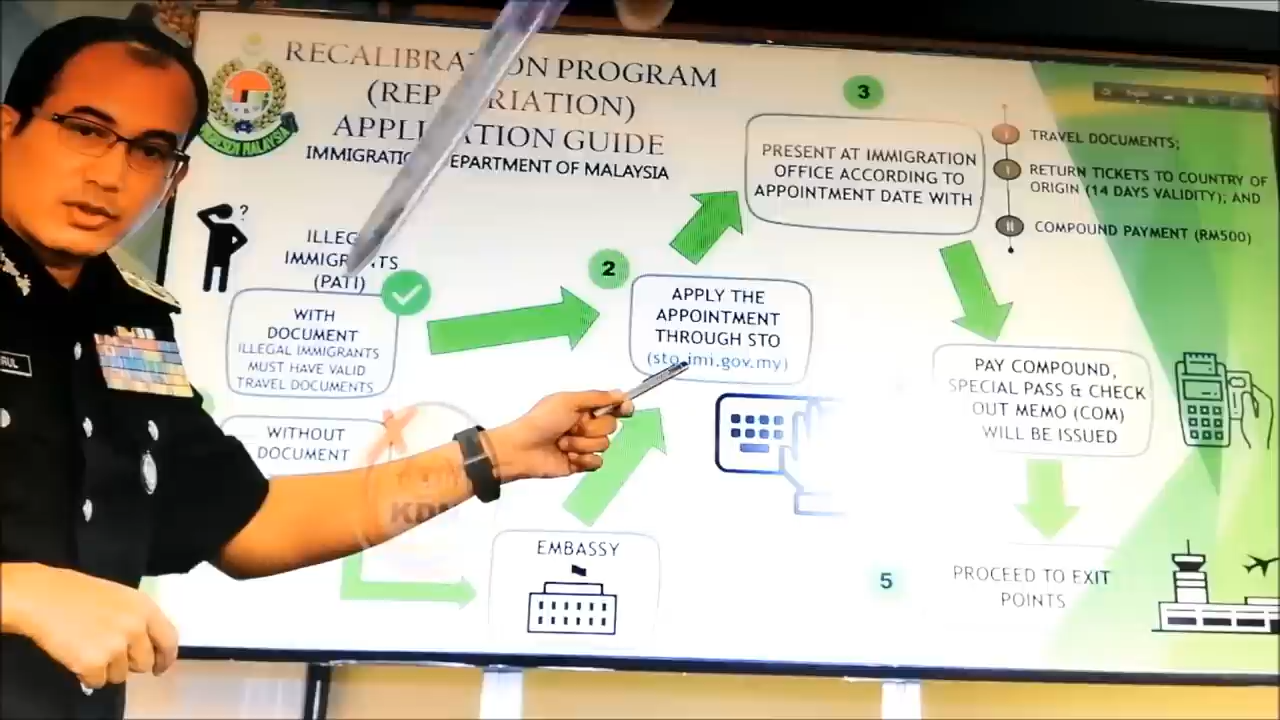 RECALIBRATION PROGRAM
(REPATRIATION)
APPLICATION GUIDE
IMMIGRATION DEPARTMENT OF MALAYSIA
?
ILLEGAL
IMMIGRANTS
(PATI)
WITH
DOCUMENT
ILLEGAL IMMIGRANTS
MUST HAVE VALID
TRAVEL DOCUMENTS
WITHOUT
DOCUMENT
EMBASSY
2
APPLY THE
APPOINTMENT
THROUGH STO
(sto.imi.gov.my)
3
PRESENT AT IMMIGRATION
OFFICE ACCORDING TO
APPOINTMENT DATE WITH
TRAVEL DOCUMENTS;
RETURN TICKETS TO COUNTRY OF
ORIGIN (14 DAYS VALIDITY); AND
COMPOUND PAYMENT (RM500)
PAY COMPOUND,
SPECIAL PASS & CHECK
OUT MEMO (COM)
WILL BE ISSUED
5
PROCEED TO EXIT
POINTS